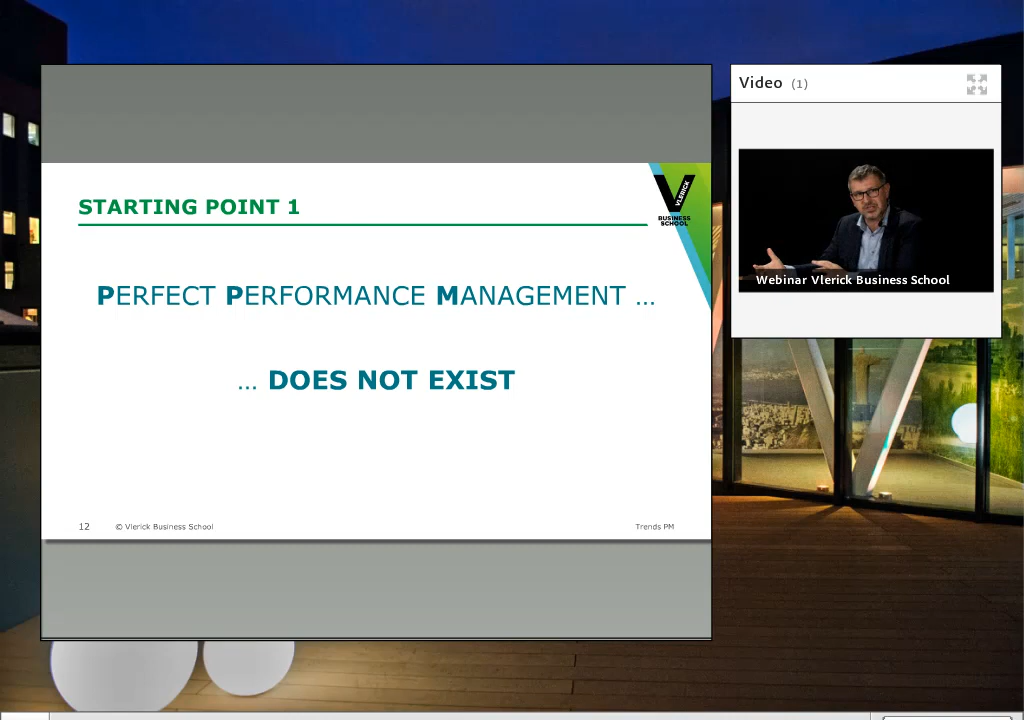 STARTING POINT 1
VLERICK
BUSINESS
SCHOOL
PERFECT PERFORMANCE MANAGEMENT ...
... DOES NOT EXIST
12 © Vlerick Business School Trends PM
Video (1)
Webinar Vlerick Business School